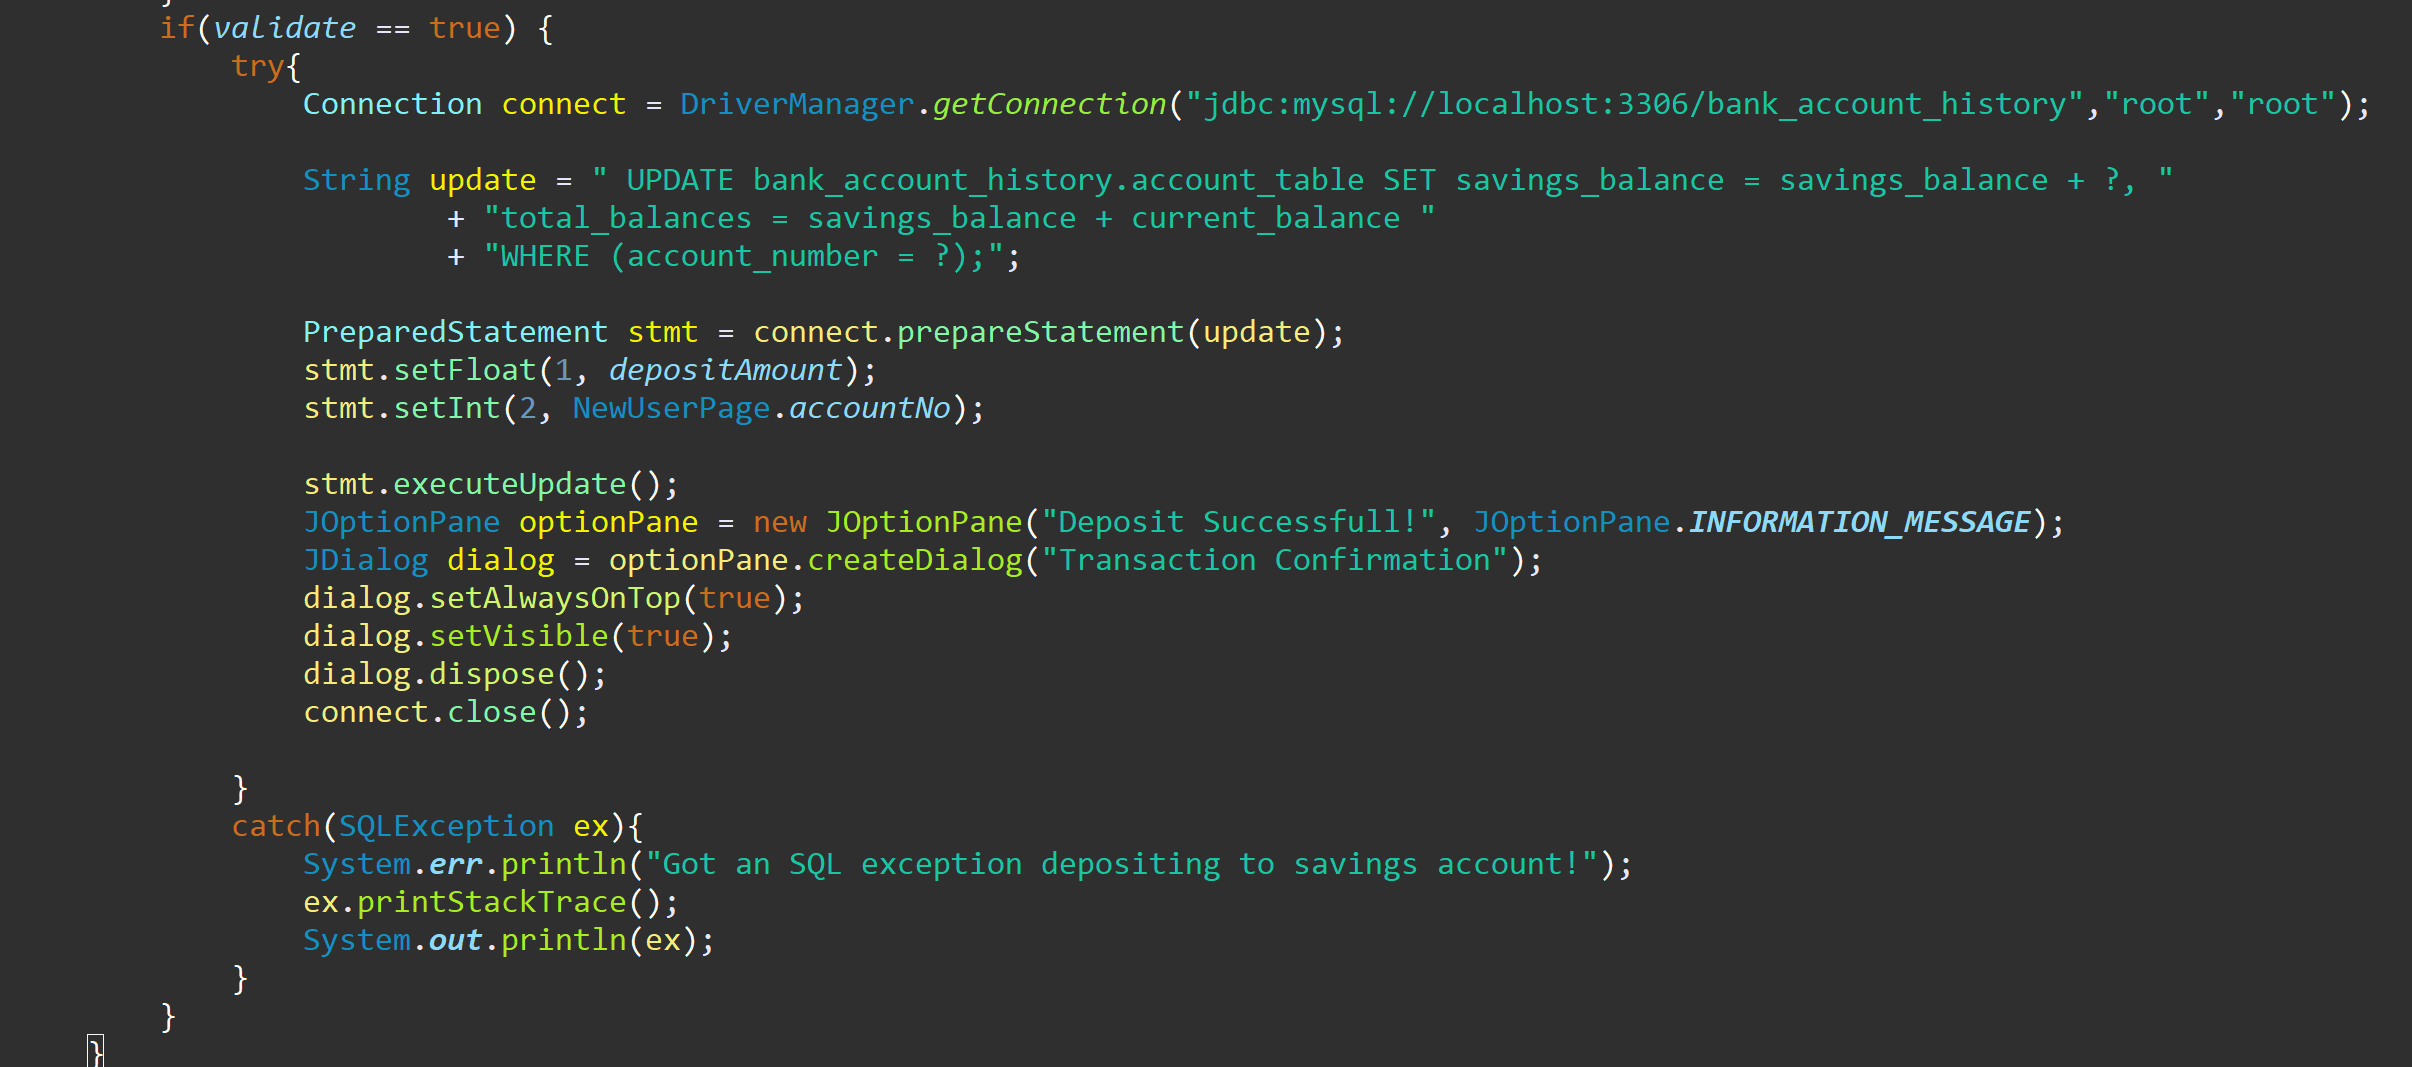 }
if(validate == true) {
try{
Connection connect = DriverManager.getConnection("jdbc:mysql://localhost:3306/bank_account_history","root","root");
String update = " UPDATE bank_account_history.account_table SET savings_balance = savings_balance + ?, "
+ "total_balances = savings_balance + current_balance "
+ "WHERE (account_number = ?);";
PreparedStatement stmt = connect.prepareStatement(update);
stmt.setFloat(1, depositAmount);
stmt.setInt(2, NewUserPage.accountNo);
stmt.executeUpdate();
JOptionPane optionPane = new JOptionPane("Deposit Successfull!", JOptionPane.INFORMATION_MESSAGE);
JDialog dialog = optionPane.createDialog("Transaction Confirmation");
dialog.setAlwaysOnTop(true);
dialog.setVisible(true);
dialog.dispose();
connect.close();
}
catch(SQLException ex){
System.err.println("Got an SQL exception depositing to savings account!");
ex.printStackTrace();
System.out.println(ex);
}
}
}